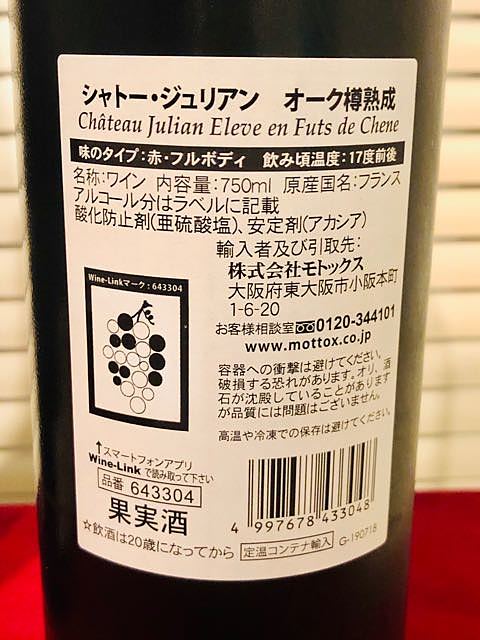 シャトー・ジュリアン　オーク樽熟成
Château Julian Eleve en Futs de Chene
味のタイプ:赤・フルボディ　飲み頃温度:17度前後
名称:ワイン　内容量:750ml　原産国名:フランス
アルコール分はラベルに記載
酸化防止剤(亜硫酸塩)、安定剤(アカシア)
輸入者及び引取先:
株式会社モトックス
大阪府東大阪市小阪本町
1-6-20
お客様相談室 0120-344101
www.mottox.co.jp
Wine-Linkマーク:643304
容器への衝撃は避けてください。
破損する恐れがあります。オリ、酒
石が沈殿していることがあります
が品質には問題はございません。
高温や冷凍での保存は避けてください。
↑スマートフォンアプリ
Wine-Linkで読み取って下さい
品番 643304
果実酒
☆飲酒は20歳になってから
4 997678 433048
定温コンテナ輸入
G-190718